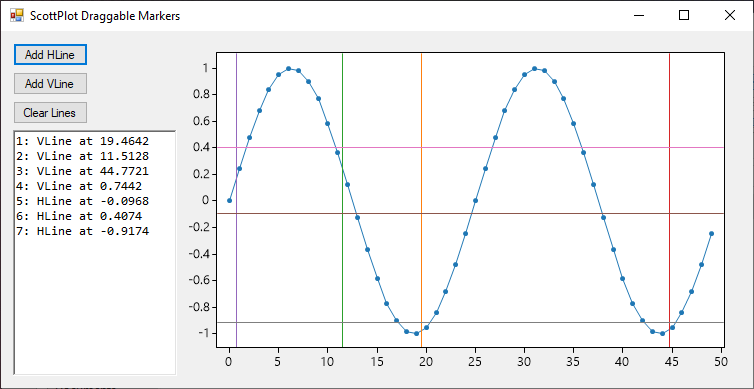 ScottPlot Draggable Markers
Add HLine
Add VLine
Clear Lines
1: VLine at 19.4642
2: VLine at 11.5128
3: VLine at 44.7721
4: VLine at 0.7442
5: HLine at -0.0968
6: HLine at 0.4074
7: HLine at -0.9174
1
0.8
0.6
0.4
0.2
0
-0.2
-0.4
-0.6
-0.8
-1
0 5 10 15 20 25 30 35 40 45 50